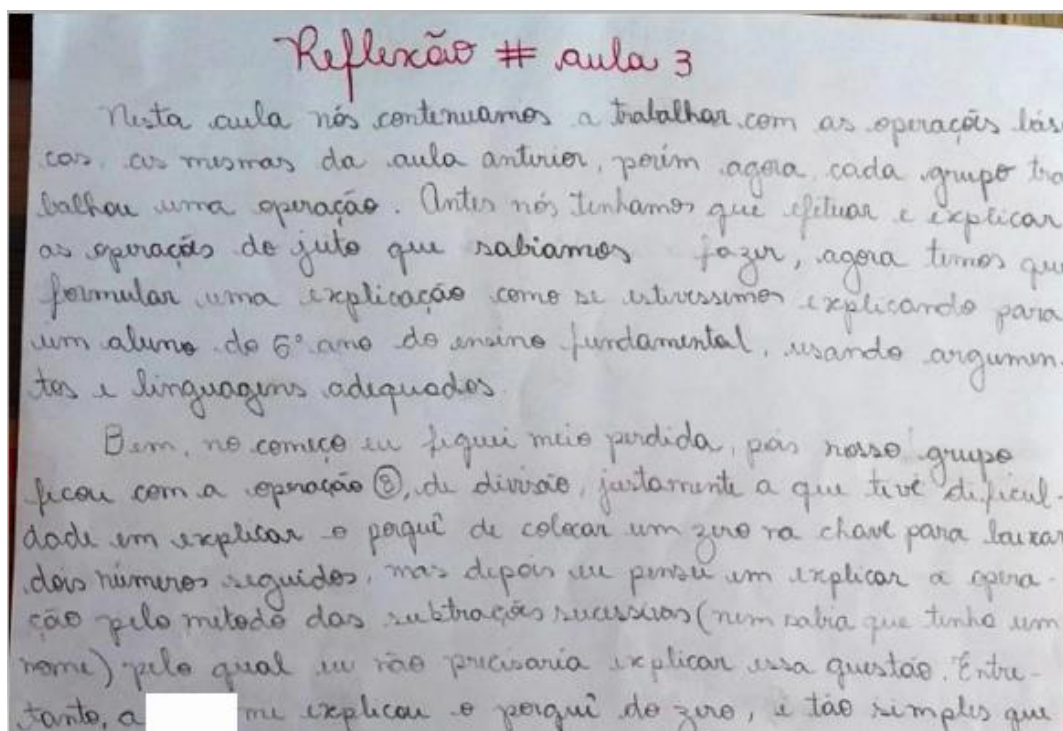 Reflexão # aula 3
Nesta aula nós continuamos a trabalhar com as operações bási
cas, as mesmas da aula anterior, porém agora cada grupo tra
balhou uma operação. Antes nós tinhamos que efetuar e explicar
as operações do jeito que sabiamos fazer, agora temos que
formular uma explicação como se estivessemos explicando para
um aluno do 6º ano do ensino fundamental, usando argumen-
tos e linguagens adequados.
Bem, no começo eu fiquei meio perdida, pois nosso grupo
ficou com a operação ⑧, de divisão, justamente a que tive dificul-
dade em explicar o porquê de colocar um zero na chave para baixar
dois números seguidos, mas depois eu pensei em explicar a opera-
ção pelo metodo das subtrações sucessivas (nem sabia que tinha um
nome) pelo qual eu não precisaria explicar essa questão. Entre-
tanto, a me explicou o porquê do zero, é tão simples que